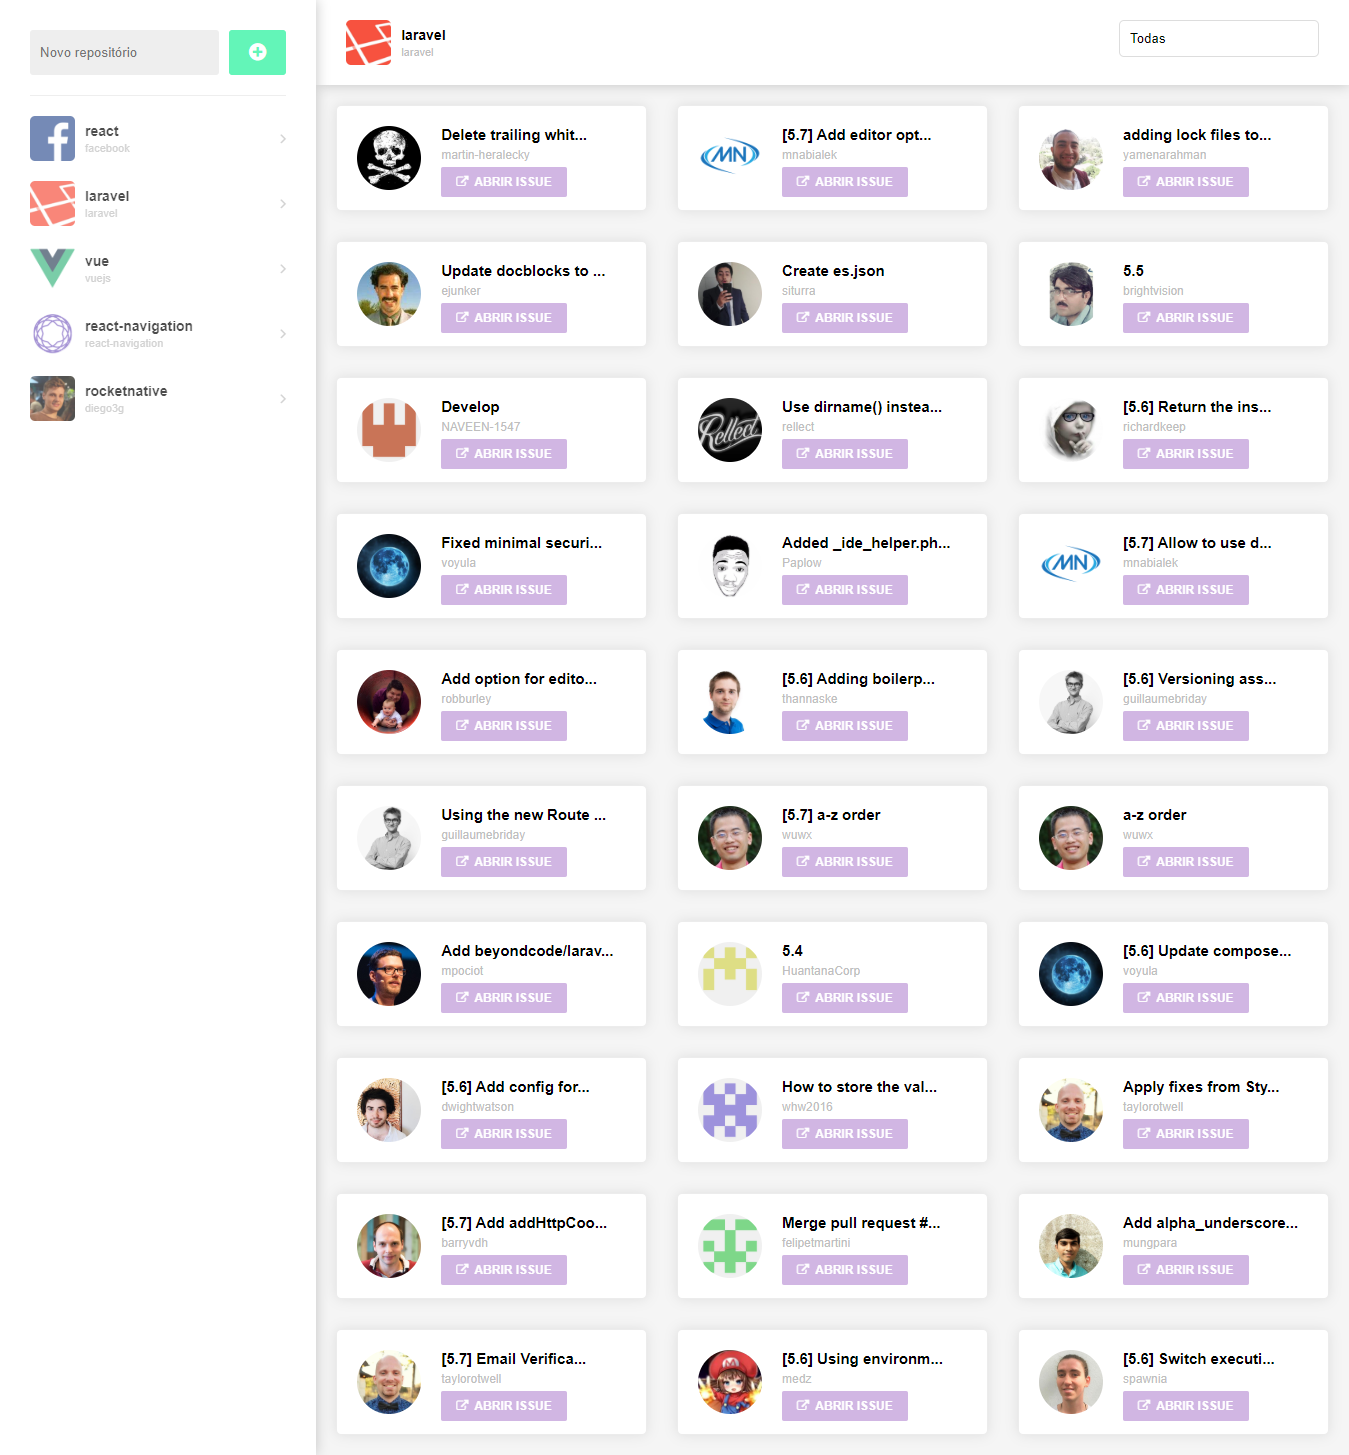 Novo repositório
react
facebook
laravel
laravel
vue
vuejs
react-navigation
react-navigation
rocketnative
diego3g
laravel
laravel
Todas
Delete trailing whit...
martin-heralecky
ABRIR ISSUE
[5.7] Add editor opt...
mnabialek
ABRIR ISSUE
adding lock files to...
yamenarahman
ABRIR ISSUE
Update docblocks to ...
ejunker
ABRIR ISSUE
Create es.json
siturra
ABRIR ISSUE
5.5
brightvision
ABRIR ISSUE
Develop
NAVEEN-1547
ABRIR ISSUE
Rellect
Use dirname() instea...
rellect
ABRIR ISSUE
[5.6] Return the ins...
richardkeep
ABRIR ISSUE
Fixed minimal securi...
voyula
ABRIR ISSUE
Added _ide_helper.ph...
Paplow
ABRIR ISSUE
[5.7] Allow to use d...
mnabialek
ABRIR ISSUE
Add option for edito...
robburley
ABRIR ISSUE
[5.6] Adding boilerp...
thannaske
ABRIR ISSUE
[5.6] Versioning ass...
guillaumebriday
ABRIR ISSUE
Using the new Route ...
guillaumebriday
ABRIR ISSUE
[5.7] a-z order
wuwx
ABRIR ISSUE
a-z order
wuwx
ABRIR ISSUE
Add beyondcode/larav...
mpociot
ABRIR ISSUE
5.4
HuantanaCorp
ABRIR ISSUE
[5.6] Update compose...
voyula
ABRIR ISSUE
[5.6] Add config for...
dwightwatson
ABRIR ISSUE
How to store the val...
whw2016
ABRIR ISSUE
Apply fixes from Sty...
taylorotwell
ABRIR ISSUE
[5.7] Add addHttpCoo...
barryvdh
ABRIR ISSUE
Merge pull request #...
felipetmartini
ABRIR ISSUE
Add alpha_underscore...
mungpara
ABRIR ISSUE
[5.7] Email Verifica...
taylorotwell
ABRIR ISSUE
[5.6] Using environm...
medz
ABRIR ISSUE
[5.6] Switch executi...
spawnia
ABRIR ISSUE